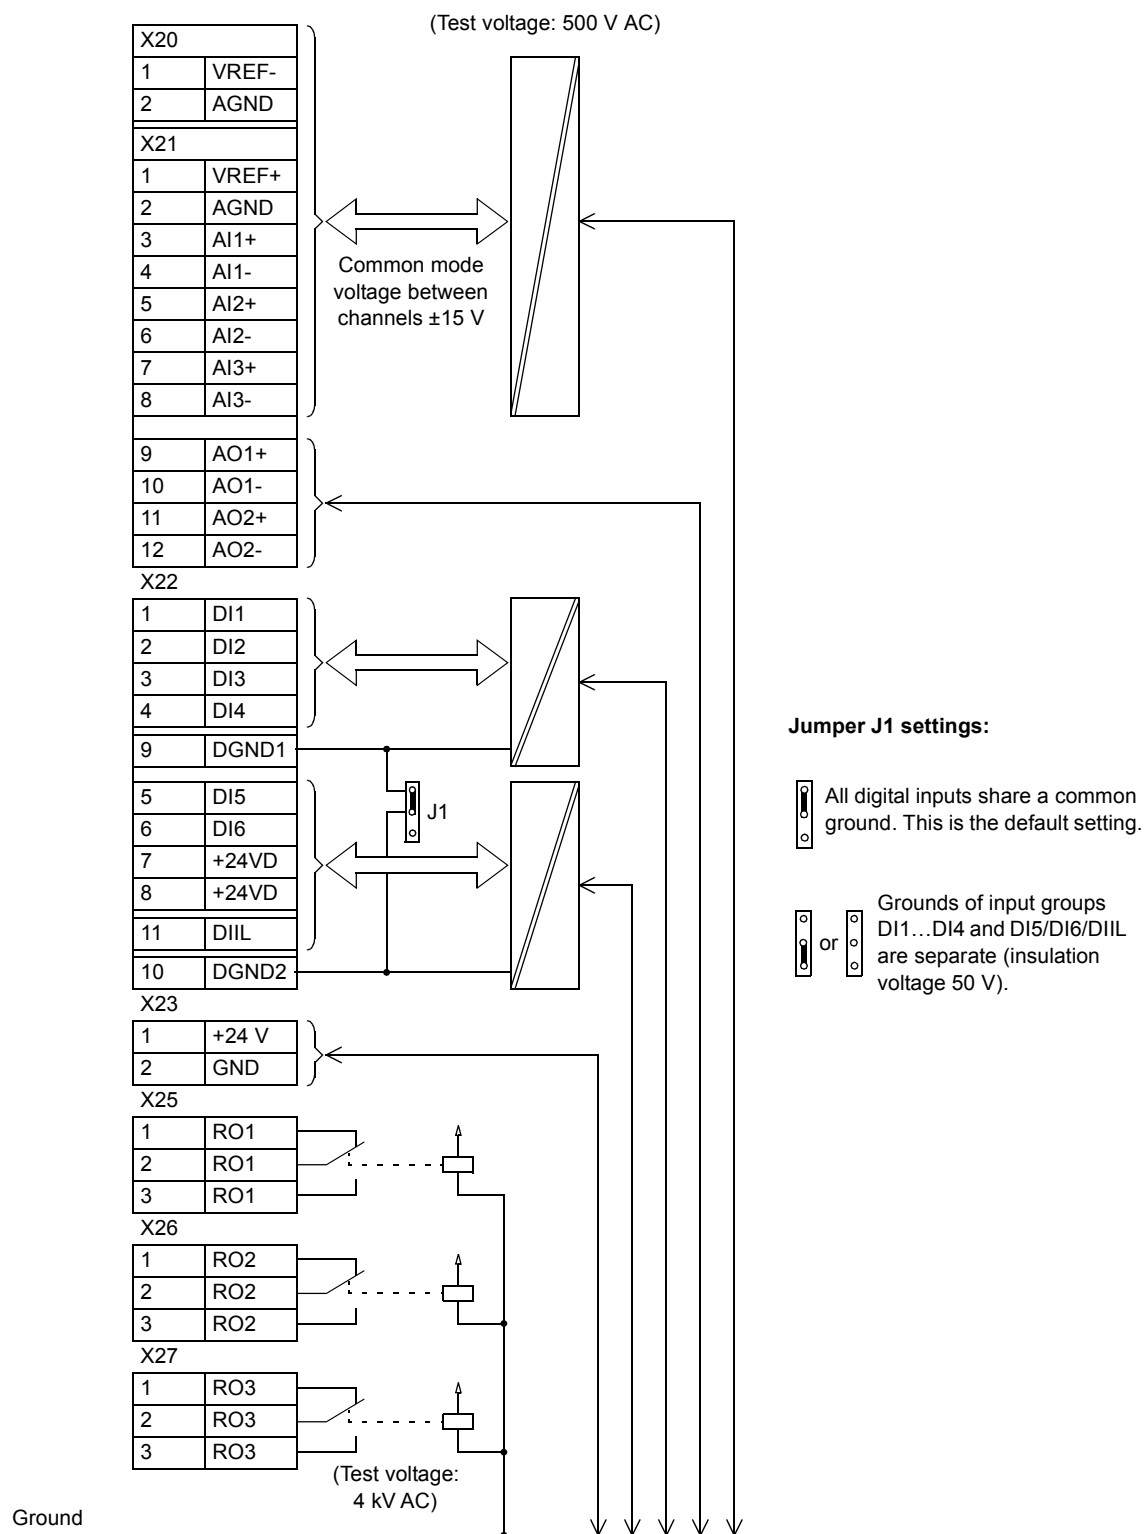 (Test voltage: 500 V AC)
X20
1 VREF-
2 AGND
X21
1 VREF+
2 AGND
3 AI1+
4 AI1-
5 AI2+
6 AI2-
7 AI3+
8 AI3-
Common mode
voltage between
channels ±15 V
9 AO1+
10 AO1-
11 AO2+
12 AO2-
X22
1 DI1
2 DI2
3 DI3
4 DI4
9 DGND1
5 DI5
6 DI6
7 +24VD
8 +24VD
11 DIIL
10 DGND2
J1
Jumper J1 settings:
All digital inputs share a common
ground. This is the default setting.
or
Grounds of input groups
DI1…DI4 and DI5/DI6/DIIL
are separate (insulation
voltage 50 V).
X23
1 +24 V
2 GND
X25
1 RO1
2 RO1
3 RO1
X26
1 RO2
2 RO2
3 RO2
X27
1 RO3
2 RO3
3 RO3
(Test voltage:
4 kV AC)
Ground